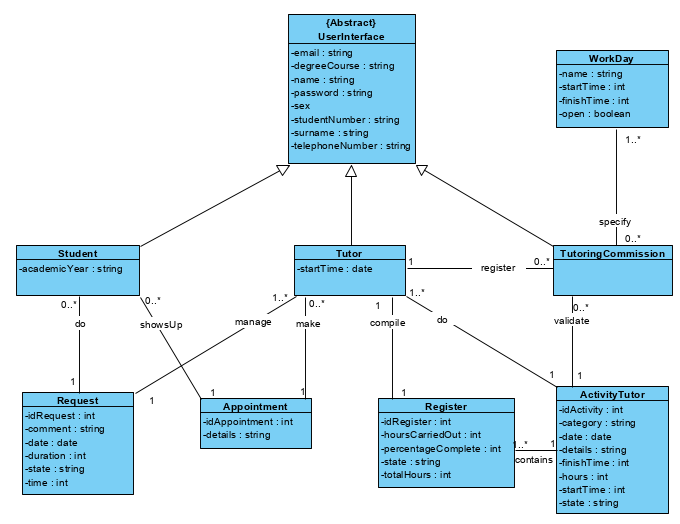 {Abstract}
UserInterface
-email : string
-degreeCourse : string
-name : string
-password : string
-sex
-studentNumber : string
-surname : string
-telephoneNumber : string
WorkDay
-name : string
-startTime : int
-finishTime : int
-open : boolean
1..*
specify
0..*
Student
-academicYear : string
Tutor
-startTime : date
1
register
0..*
TutoringCommission
0..*
do
1
0..*
showsUp
1
1..*
manage
1
0..*
make
1
1
compile
1
1..*
do
1
0..*
validate
1
Request
-idRequest : int
-comment : string
-date : date
-duration : int
-state : string
-time : int
Appointment
-idAppointment : int
-details : string
Register
-idRegister : int
-hoursCarriedOut : int
-percentageComplete : int
-state : string
-totalHours : int
1..*
contains
1
ActivityTutor
-idActivity : int
-category : string
-date : date
-details : string
-finishTime : int
-hours : int
-startTime : int
-state : string